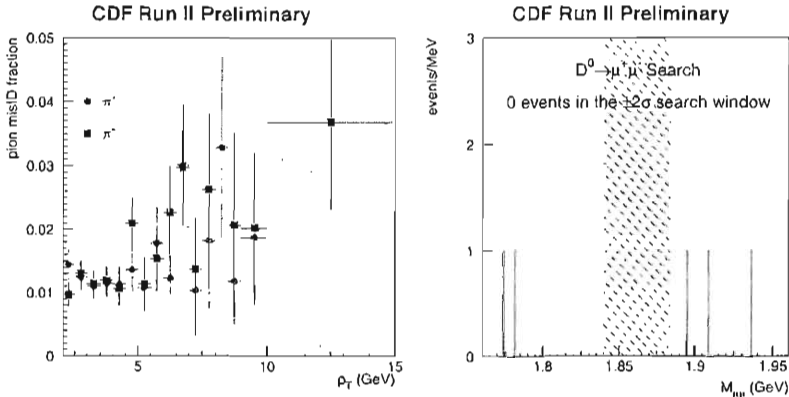 CDF Run II Preliminary
0.05
0.04
0.03
0.02
0.01
0
pion misID fraction
π⁺
π⁻
5
10
15
p_T (GeV)
CDF Run II Preliminary
3
2
1
0
events/MeV
D⁰→μ⁺μ⁻ Search
0 events in the ±2σ search window
1.8
1.85
1.9
1.95
M_μμ (GeV)